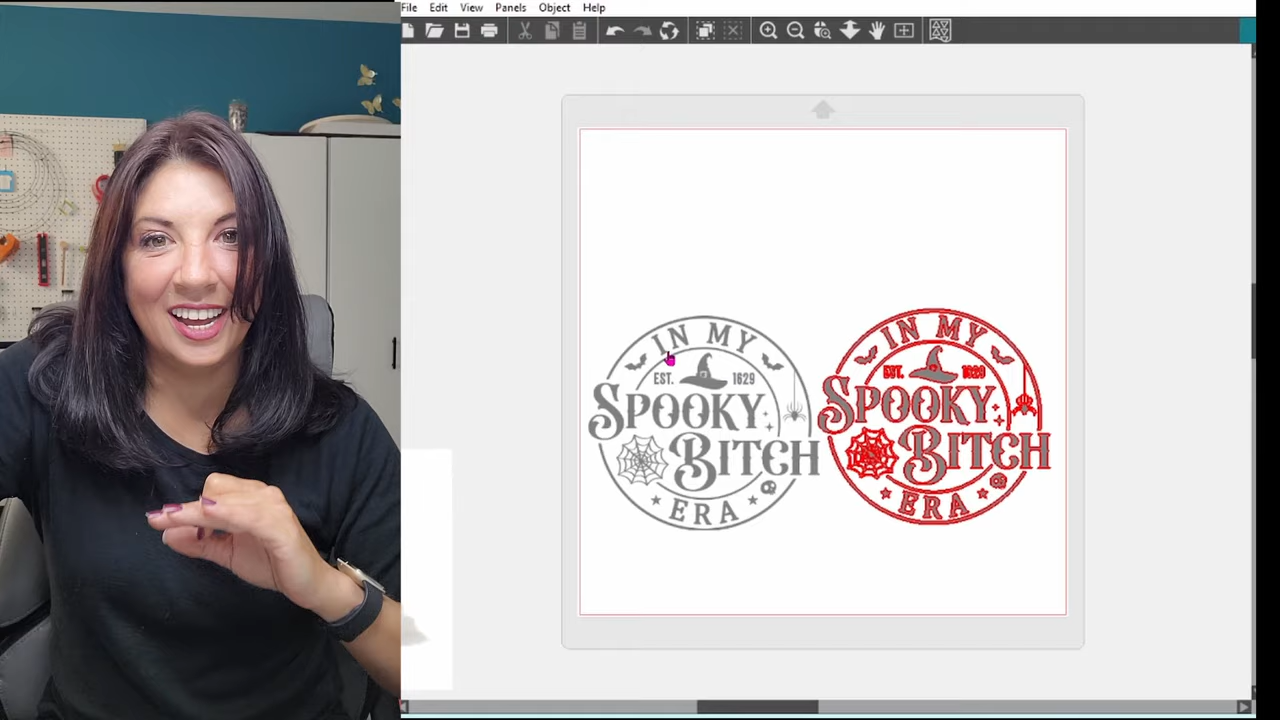 File Edit View Panels Object Help
IN MY
EST. 1629
SPOOKY
BITCH
ERA
IN MY
EST. 1629
SPOOKY
BITCH
ERA